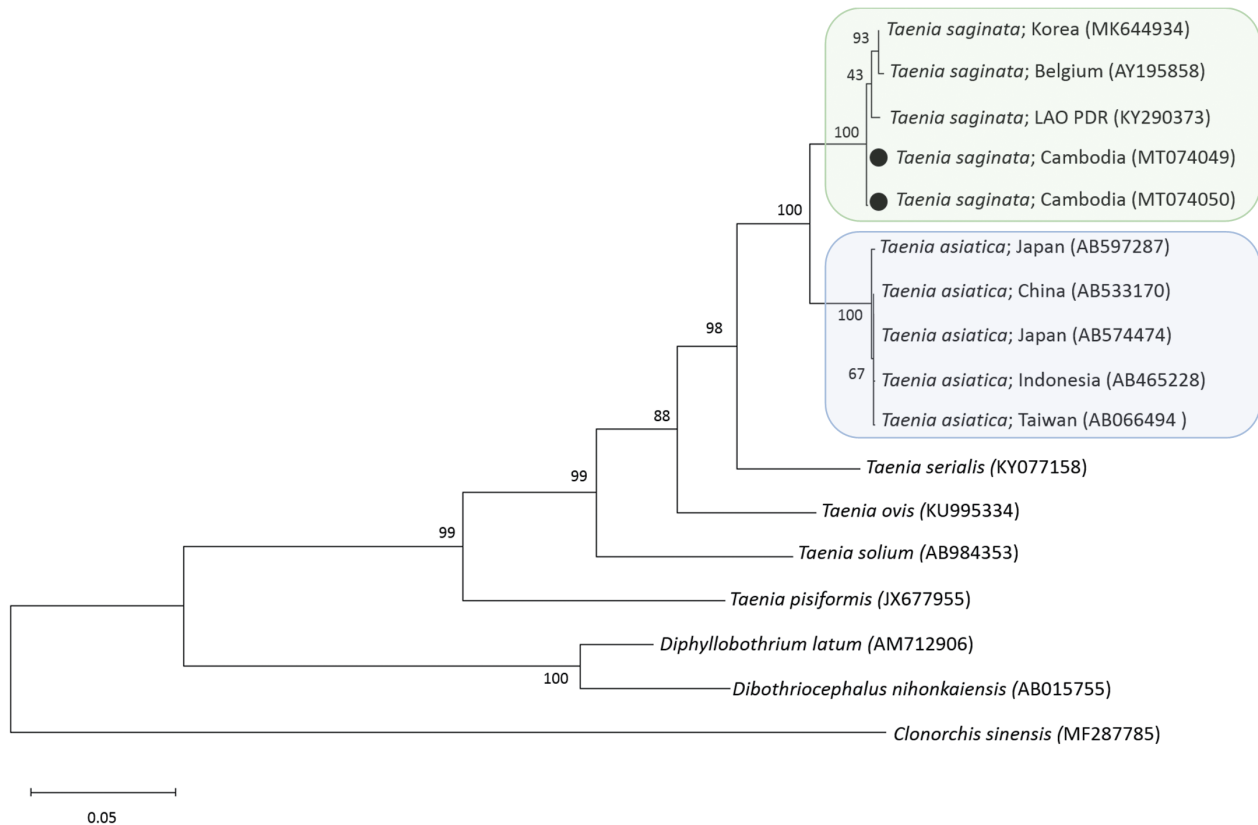 Taenia saginata; Korea (MK644934)
93
Taenia saginata; Belgium (AY195858)
43
Taenia saginata; LAO PDR (KY290373)
100
Taenia saginata; Cambodia (MT074049)
Taenia saginata; Cambodia (MT074050)
100
Taenia asiatica; Japan (AB597287)
Taenia asiatica; China (AB533170)
100
98
Taenia asiatica; Japan (AB574474)
67
Taenia asiatica; Indonesia (AB465228)
88
Taenia asiatica; Taiwan (AB066494 )
Taenia serialis (KY077158)
99
Taenia ovis (KU995334)
99
Taenia solium (AB984353)
Taenia pisiformis (JX677955)
Diphyllobothrium latum (AM712906)
100
Dibothriocephalus nihonkaiensis (AB015755)
Clonorchis sinensis (MF287785)
0.05